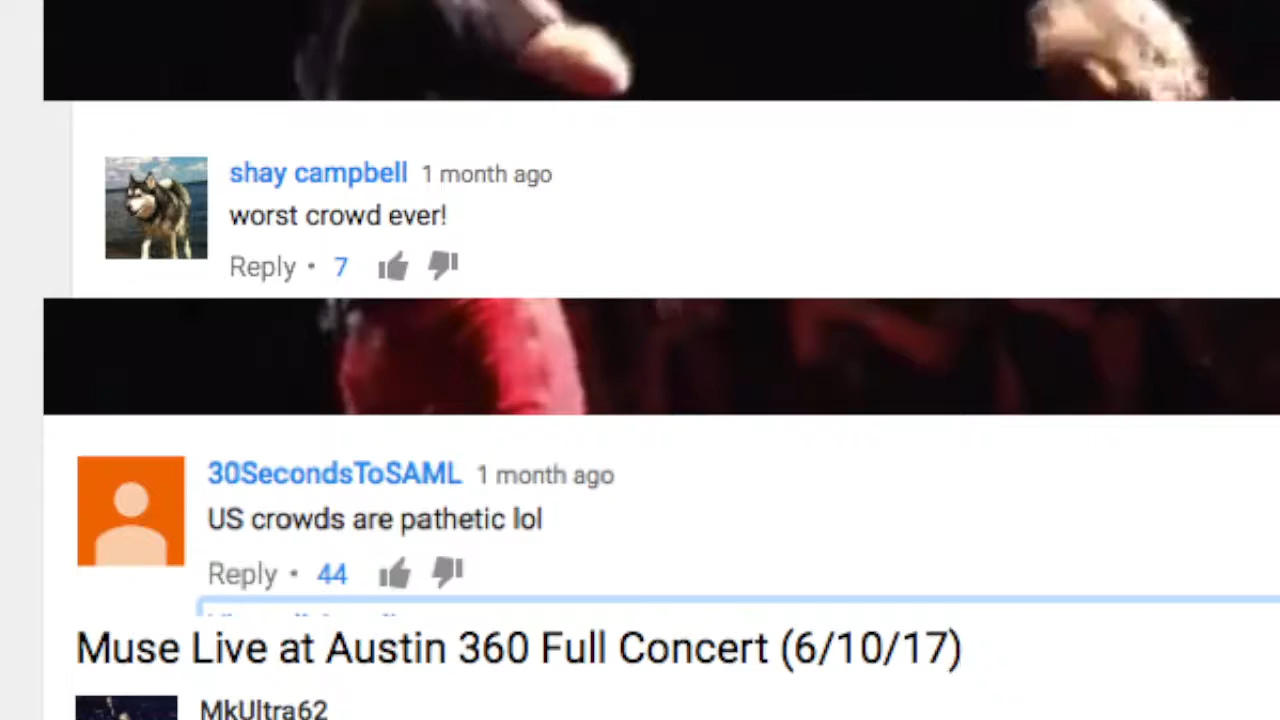 shay campbell 1 month ago
worst crowd ever!
Reply • 7
30SecondsToSAML 1 month ago
US crowds are pathetic lol
Reply • 44
Muse Live at Austin 360 Full Concert (6/10/17)
MkUltra62